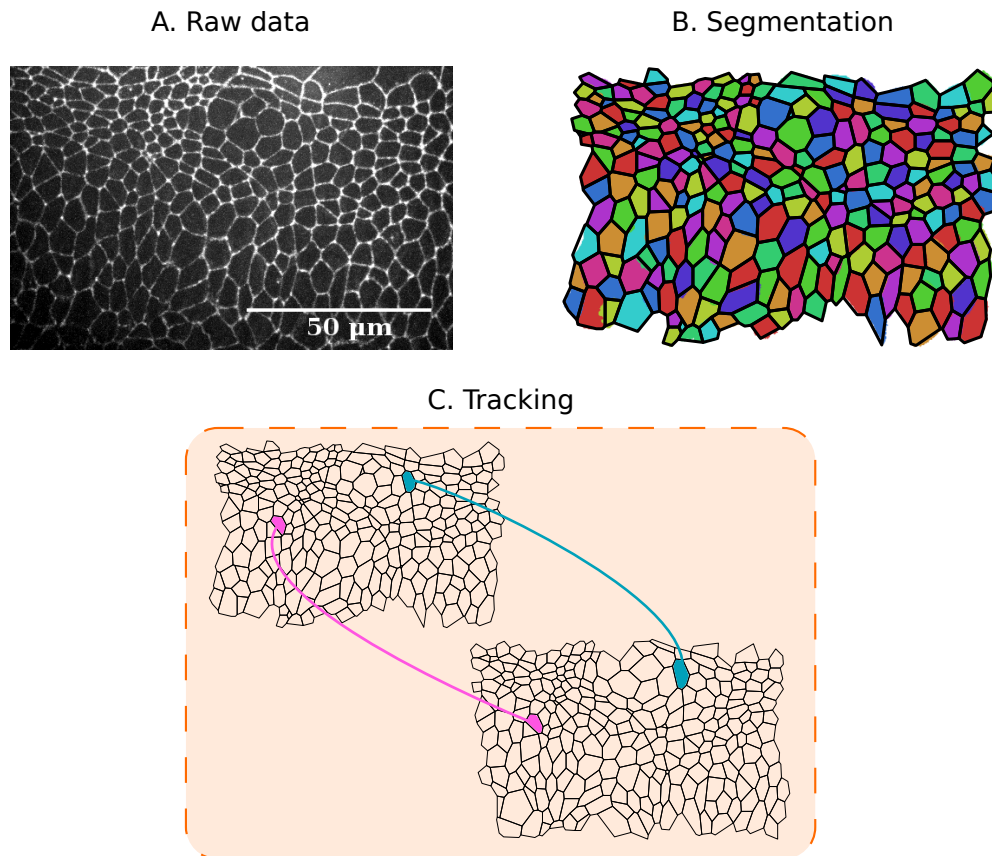 A. Raw data
B. Segmentation
50 μm
C. Tracking